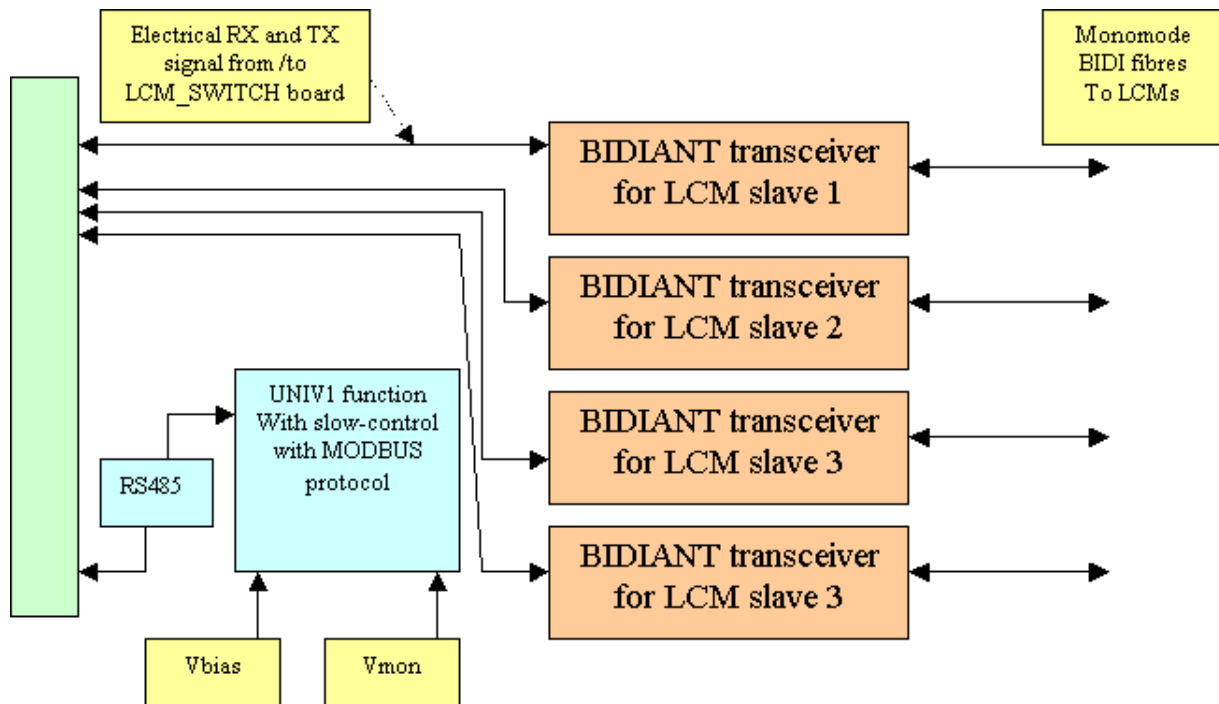 Electrical RX and TX
signal from /to
LCM_SWITCH board
Monomode
BIDI fibres
To LCMs
BIDIANT transceiver
for LCM slave 1
BIDIANT transceiver
for LCM slave 2
UNIV1 function
With slow-control
with MODBUS
protocol
BIDIANT transceiver
for LCM slave 3
RS485
BIDIANT transceiver
for LCM slave 3
Vbias
Vmon